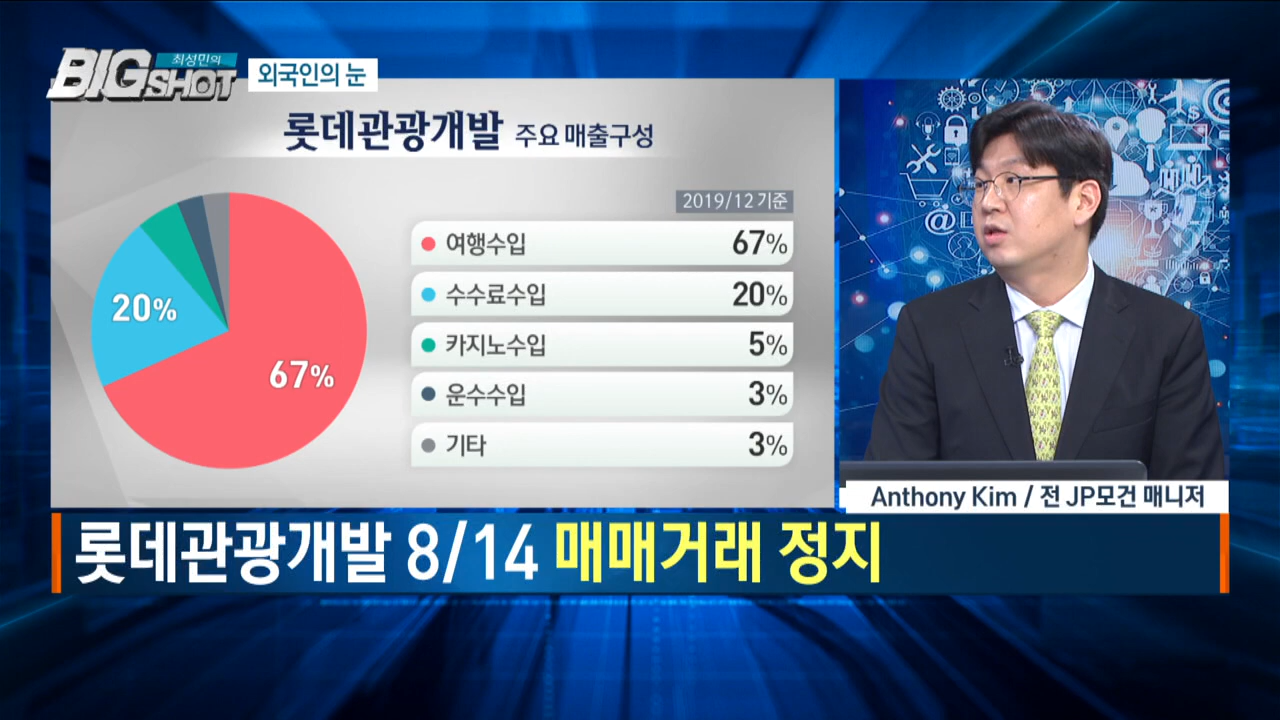 최성민의
BIGSHOT
외국인의 눈
롯데관광개발 주요 매출구성
2019/12 기준
여행수입 67%
수수료수입 20%
카지노수입 5%
운수수입 3%
기타 3%
20%
67%
Anthony Kim / 전 JP모건 매니저
롯데관광개발 8/14 매매거래 정지